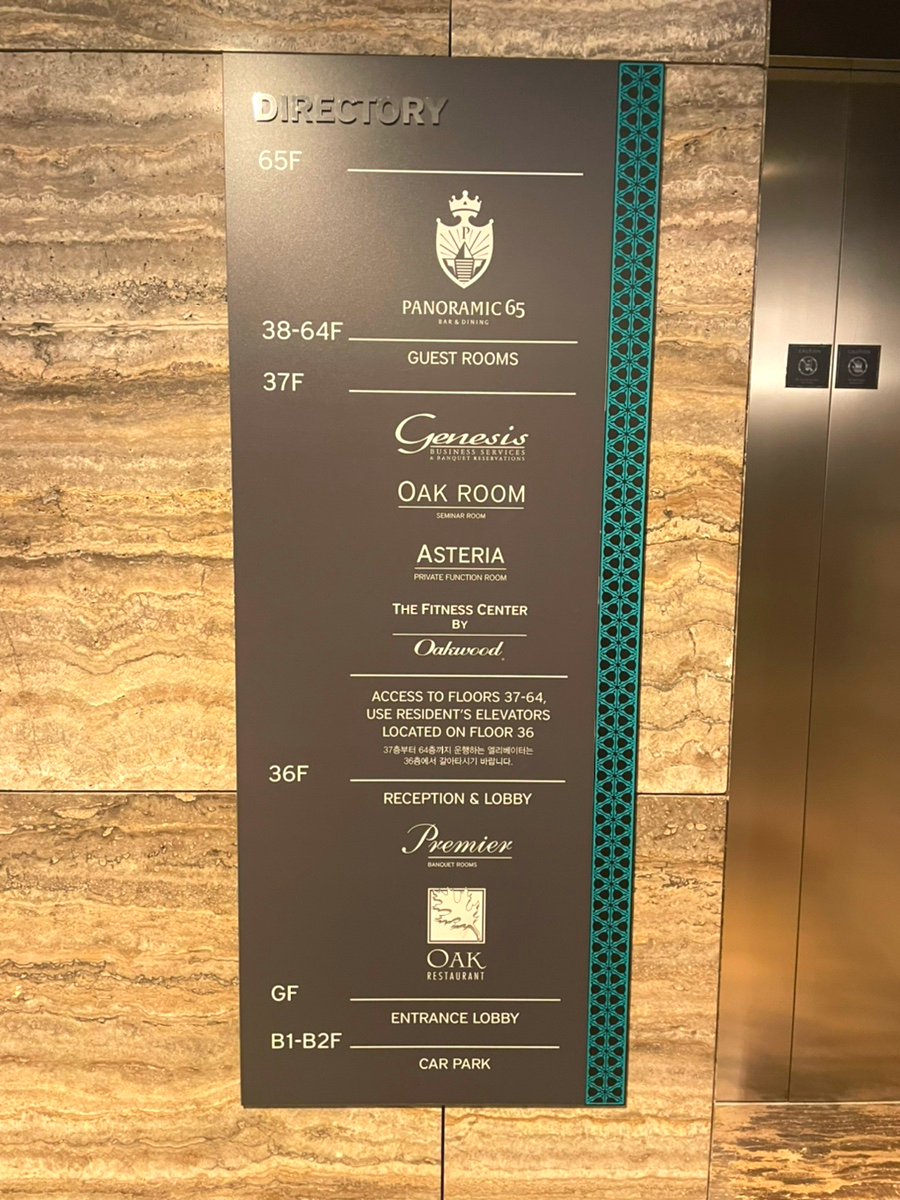 DIRECTORY
65F
P
PANORAMIC 65
BAR & DINING
38-64F
GUEST ROOMS
37F
Genesis
BUSINESS SERVICES
& BANQUET RESERVATIONS
OAK ROOM
SEMINAR ROOM
ASTERIA
PRIVATE FUNCTION ROOM
THE FITNESS CENTER
BY
Oakwood
ACCESS TO FLOORS 37-64,
USE RESIDENT'S ELEVATORS
LOCATED ON FLOOR 36
37층부터 64층까지 운행하는 엘리베이터는
36층에서 갈아타시기 바랍니다.
36F
RECEPTION & LOBBY
Premier
BANQUET ROOMS
OAK
RESTAURANT
GF
ENTRANCE LOBBY
B1-B2F
CAR PARK